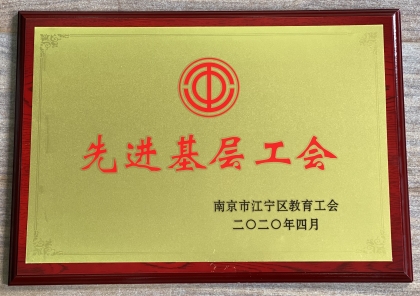 先进基层工会
南京市江宁区教育工会
二〇二〇年四月